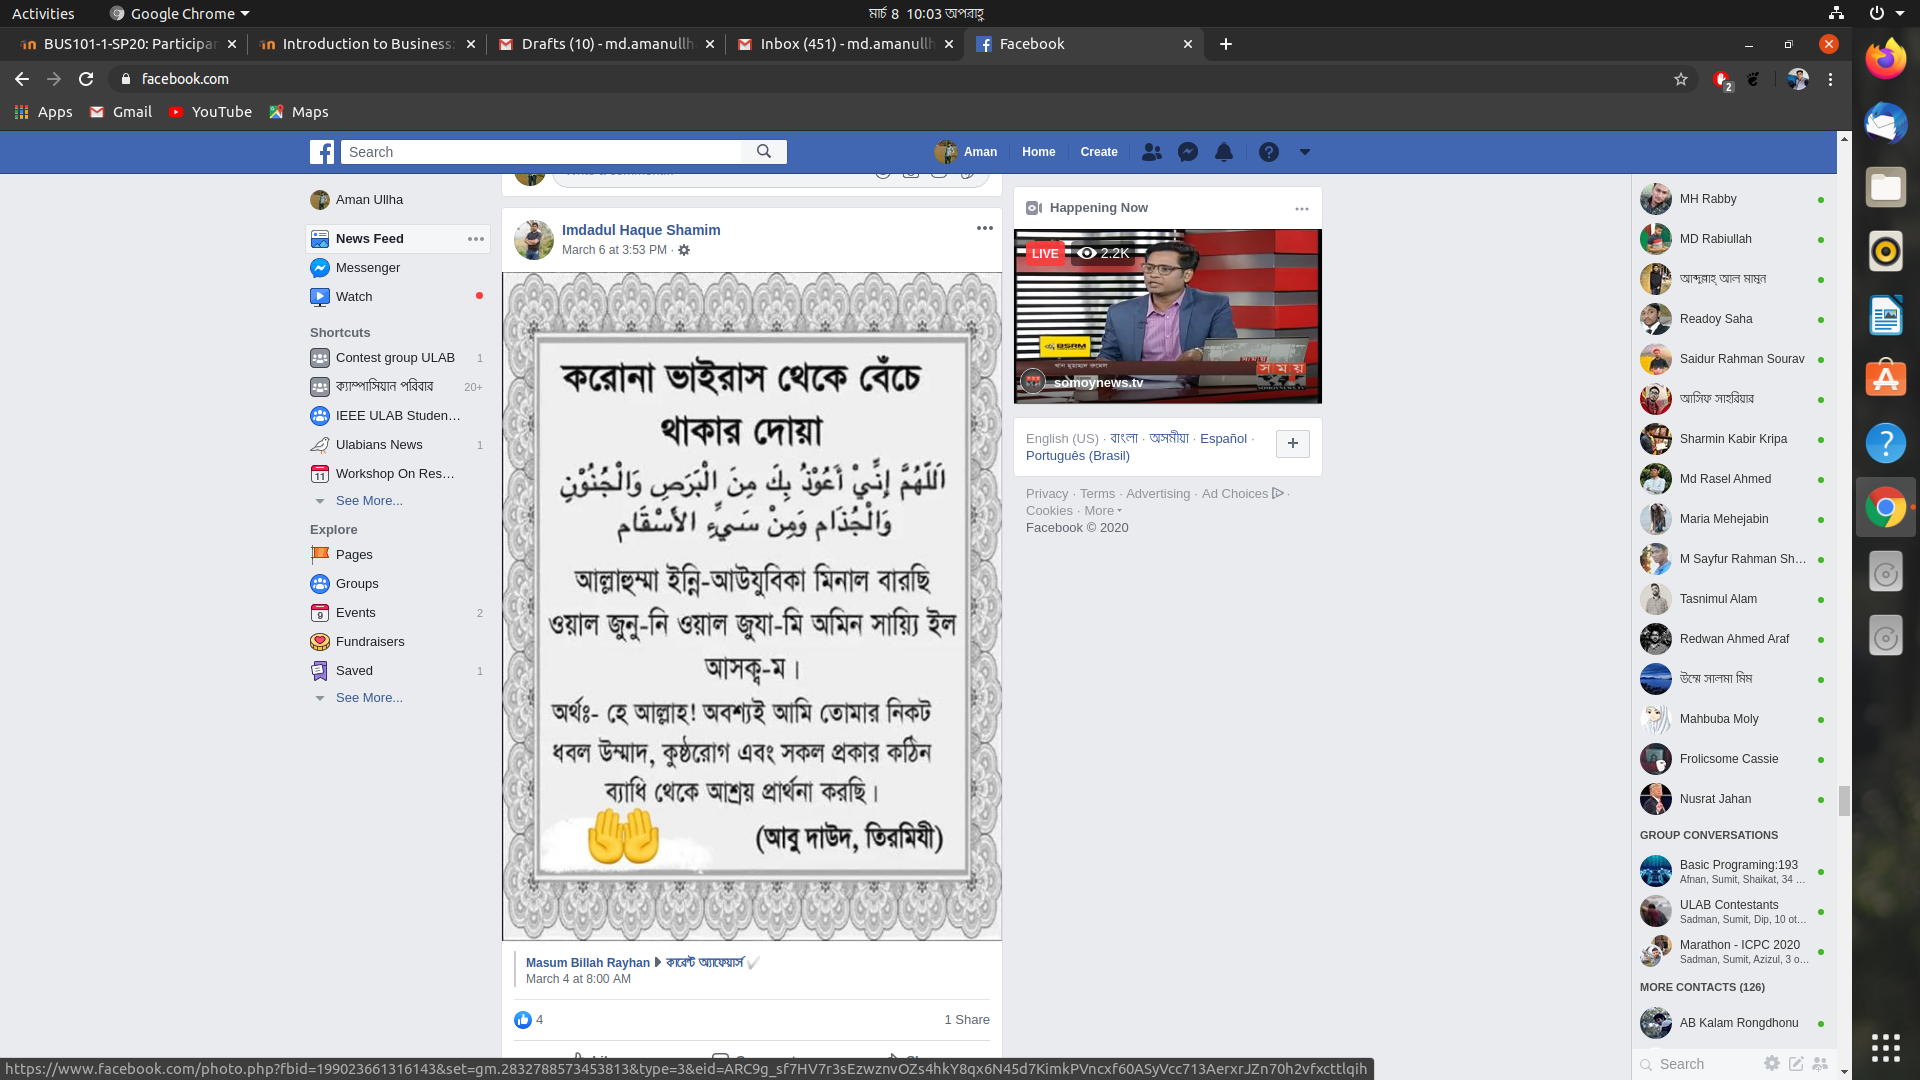 Activities
Google Chrome
মার্চ 8 10:03 অপরাহ্ণ
BUS101-1-SP20: Participan
Introduction to Business:
Drafts (10) - md.amanullh
Inbox (451) - md.amanullh
Facebook
facebook.com
2
Apps
Gmail
YouTube
Maps
Search
Aman
Home
Create
Aman Ullha
News Feed
Messenger
Watch
Shortcuts
Contest group ULAB 1
ক্যাম্পাসিয়ান পরিবার 20+
IEEE ULAB Studen...
Ulabians News 1
11
Workshop On Res...
See More...
Explore
Pages
Groups
9
Events 2
Fundraisers
Saved 1
See More...
Imdadul Haque Shamim
March 6 at 3:53 PM ·
করোনা ভাইরাস থেকে বেঁচে
থাকার দোয়া
اَللّٰهُمَّ إِنِّيْ أَعُوْذُ بِكَ مِنَ الْبَرَصِ وَالْجُنُوْنِ
وَالْجُذَامِ وَمِنْ سَيِّءِ الأَسْقَامِ
আল্লাহুম্মা ইন্নি-আউযুবিকা মিনাল বারছি
ওয়াল জুনু-নি ওয়াল জুযা-মি অমিন সায়্যি ইল
আসক্ব-ম।
অর্থঃ- হে আল্লাহ! অবশ্যই আমি তোমার নিকট
ধবল উম্মাদ, কুষ্ঠরোগ এবং সকল প্রকার কঠিন
ব্যাধি থেকে আশ্রয় প্রার্থনা করছি।
(আবু দাউদ, তিরমিযী)
Masum Billah Rayhan
কারেন্ট অ্যাফেয়ার্স
March 4 at 8:00 AM
4
1 Share
Happening Now
LIVE 2.2K
BSRM
সময়
somoynews.tv
English (US) · বাংলা · অসমীয়া · Español ·
Português (Brasil)
Privacy · Terms · Advertising · Ad Choices ·
Cookies · More
Facebook © 2020
MH Rabby
MD Rabiullah
আব্দুল্লাহ্ আল মামুন
Readoy Saha
Saidur Rahman Sourav
আসিফ সাহরিয়ার
Sharmin Kabir Kripa
Md Rasel Ahmed
Maria Mehejabin
M Sayfur Rahman Sh...
Tasnimul Alam
Redwan Ahmed Araf
উম্মে সালমা মিম
Mahbuba Moly
Frolicsome Cassie
Nusrat Jahan
GROUP CONVERSATIONS
Basic Programing:193
Afnan, Sumit, Shaikat, 34 ...
ULAB Contestants
Sadman, Sumit, Dip, 10 ot...
Marathon - ICPC 2020
Sadman, Sumit, Azizul, 3 o...
MORE CONTACTS (126)
AB Kalam Rongdhonu
Search
https://www.facebook.com/photo.php?fbid=199023661316143&set=gm.2832788573453813&type=3&eid=ARC9g_sf7HV7r3sEzwznvOZs4hkY8qx6N45d7KimkPVncxf60ASyVcc713AerxrJZn70h2vfxcttlqih